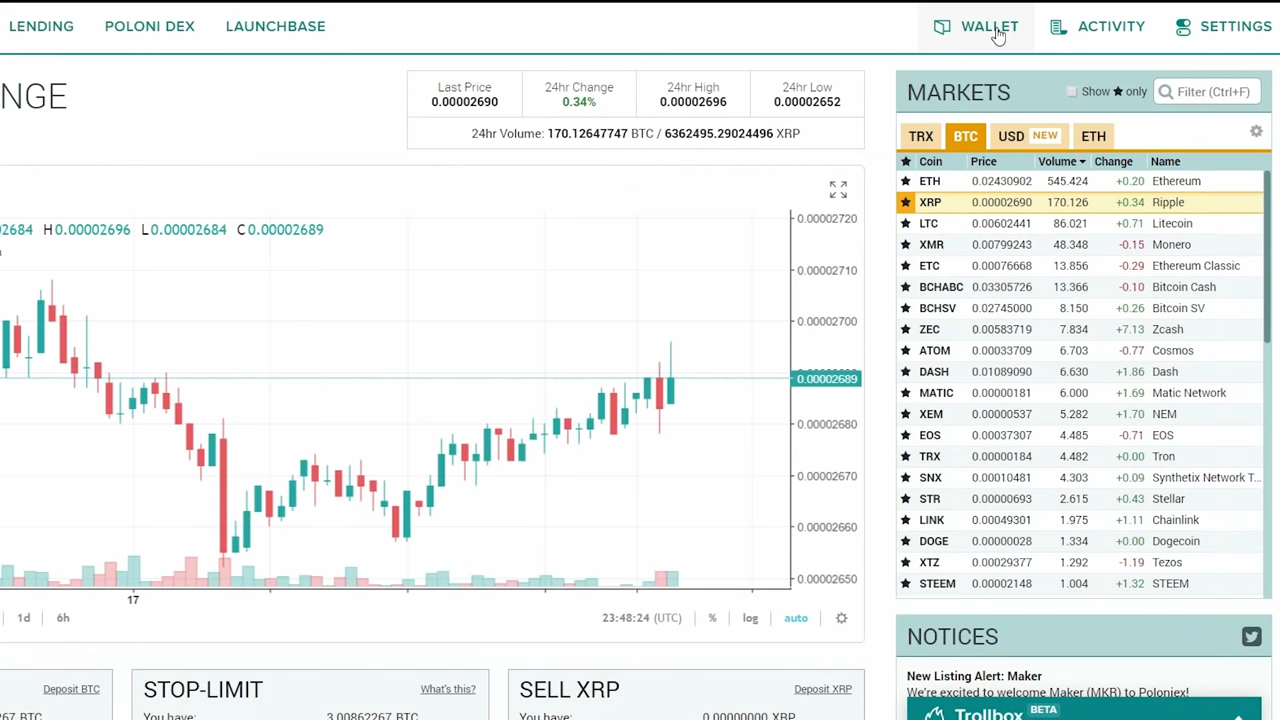 LENDING POLONI DEX LAUNCHBASE WALLET ACTIVITY SETTINGS
NGE
Last Price 24hr Change 24hr High 24hr Low
0.00002690 0.34% 0.00002696 0.00002652
24hr Volume: 170.12647747 BTC / 6362495.29024496 XRP
02684 H0.00002696 L0.00002684 C0.00002689
0.00002720
0.00002710
0.00002700
0.00002689
0.00002680
0.00002670
0.00002660
0.00002650
17
1d 6h 23:48:24 (UTC) % log auto
Deposit BTC
267 BTC
STOP-LIMIT What's this?
You have: 3.00862267 BTC
SELL XRP Deposit XRP
You have: 0.00000000 XRP
MARKETS Show ★ only Filter (Ctrl+F)
TRX BTC USD NEW ETH
★ Coin Price Volume Change Name
★ ETH 0.02430902 545.424 +0.20 Ethereum
★ XRP 0.00002690 170.126 +0.34 Ripple
★ LTC 0.00602441 86.021 +0.71 Litecoin
★ XMR 0.00799243 48.348 -0.15 Monero
★ ETC 0.00076668 13.856 -0.29 Ethereum Classic
★ BCHABC 0.03305726 13.366 -0.10 Bitcoin Cash
★ BCHSV 0.02745000 8.150 +0.26 Bitcoin SV
★ ZEC 0.00583719 7.834 +7.13 Zcash
★ ATOM 0.00033709 6.703 -0.77 Cosmos
★ DASH 0.01089090 6.630 +1.86 Dash
★ MATIC 0.00000181 6.000 +1.69 Matic Network
★ XEM 0.00000537 5.282 +1.70 NEM
★ EOS 0.00037307 4.485 -0.71 EOS
★ TRX 0.00000184 4.482 +0.00 Tron
★ SNX 0.00010481 4.303 +0.09 Synthetix Network T...
★ STR 0.00000693 2.615 +0.43 Stellar
★ LINK 0.00049301 1.975 +1.11 Chainlink
★ DOGE 0.00000028 1.334 +0.00 Dogecoin
★ XTZ 0.00029377 1.292 -1.19 Tezos
★ STEEM 0.00002148 1.004 +1.32 STEEM
NOTICES
New Listing Alert: Maker
We're excited to welcome Maker (MKR) to Poloniex!
Trollbox BETA